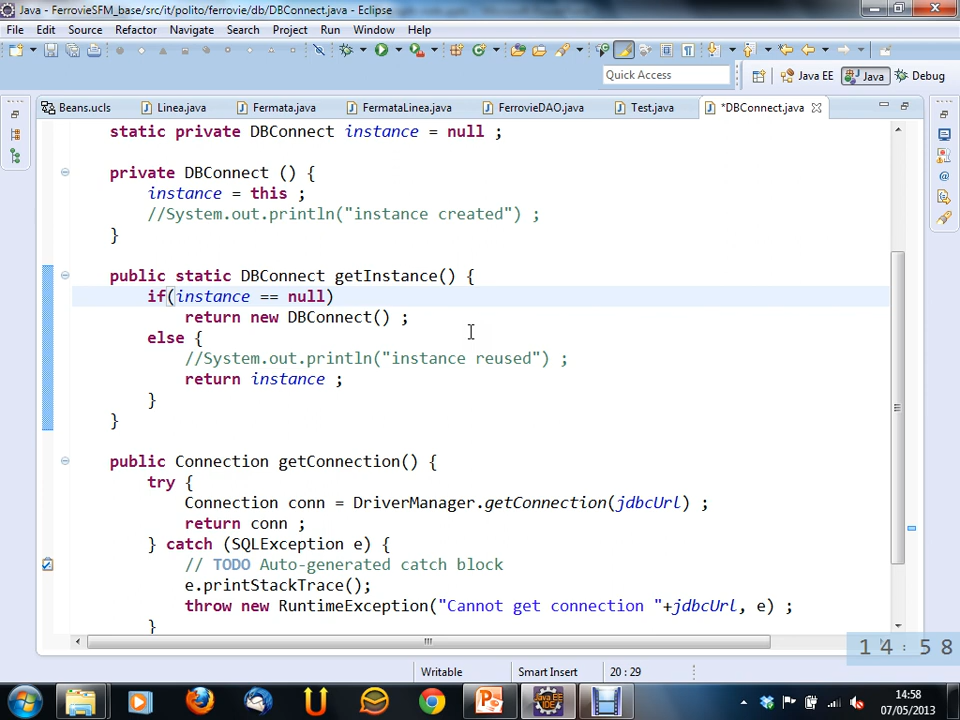 Java - FerrovieSFM_base/src/it/polito/ferrovie/db/DBConnect.java - Eclipse
File Edit Source Refactor Navigate Search Project Run Window Help
Quick Access
Java EE Java Debug
Beans.ucls Linea.java Fermata.java FermataLinea.java FerrovieDAO.java Test.java *DBConnect.java
static private DBConnect instance = null ;
private DBConnect () {
instance = this ;
//System.out.println("instance created") ;
}
public static DBConnect getInstance() {
if(instance == null)
return new DBConnect() ;
else {
//System.out.println("instance reused") ;
return instance ;
}
}
public Connection getConnection() {
try {
Connection conn = DriverManager.getConnection(jdbcUrl) ;
return conn ;
} catch (SQLException e) {
// TODO Auto-generated catch block
e.printStackTrace();
throw new RuntimeException("Cannot get connection "+jdbcUrl, e) ;
}
14:58
Writable Smart Insert 20 : 29
14:58
07/05/2013